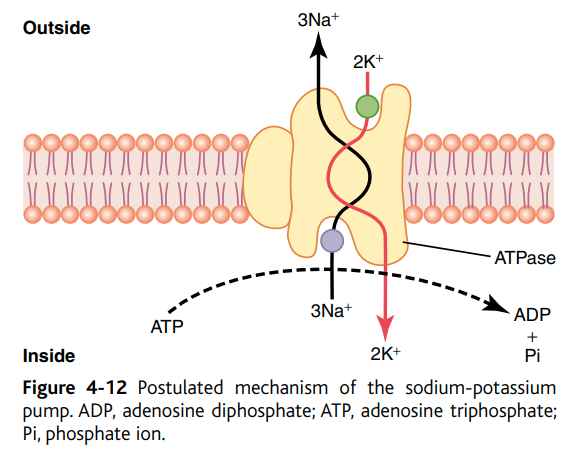 Outside
3Na⁺
2K⁺
ATPase
3Na⁺
ATP
ADP
+
Pi
Inside
2K⁺
Figure 4-12 Postulated mechanism of the sodium-potassium
pump. ADP, adenosine diphosphate; ATP, adenosine triphosphate;
Pi, phosphate ion.